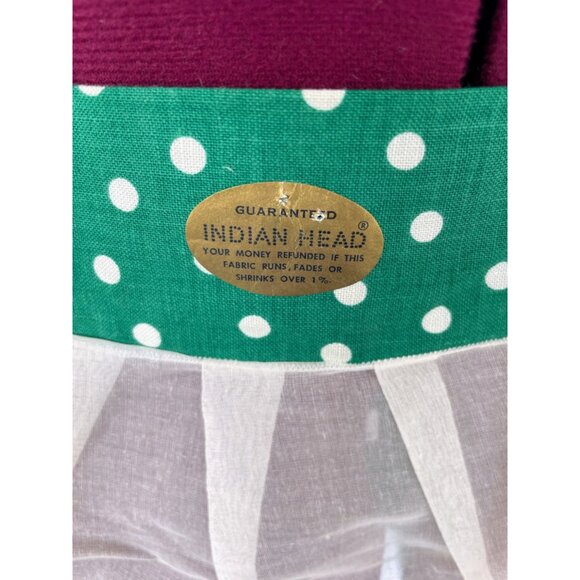 GUARANTEED
INDIAN HEAD®
YOUR MONEY REFUNDED IF THIS
FABRIC RUNS, FADES OR
SHRINKS OVER 1%.